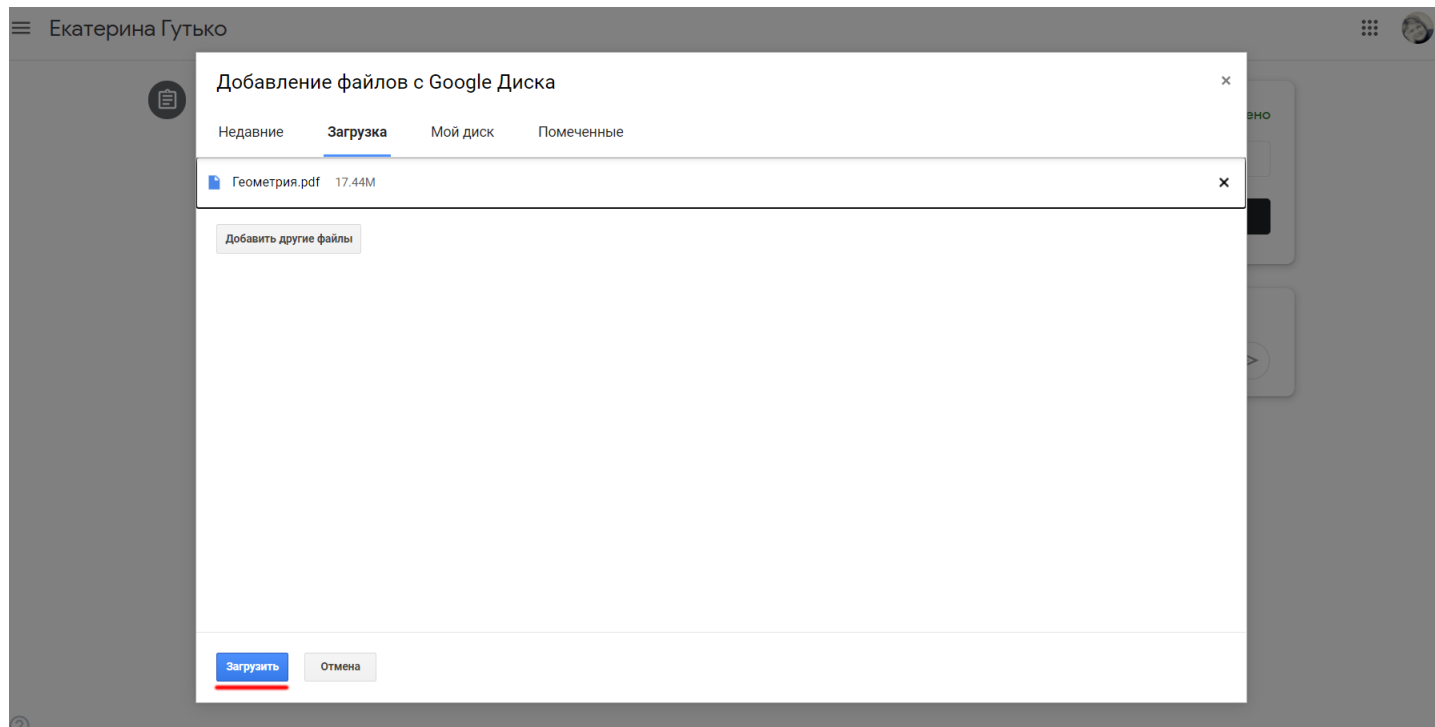 Екатерина Гутько
Добавление файлов с Google Диска
Недавние Загрузка Мой диск Помеченные
Геометрия.pdf 17.44M
Добавить другие файлы
Загрузить Отмена